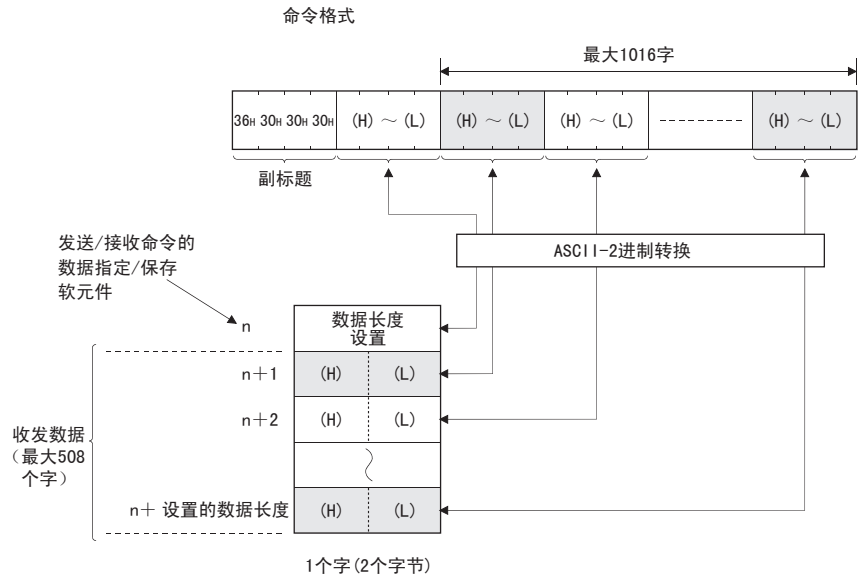 命令格式
最大1016字
36H 30H 30H 30H (H) ～ (L) (H) ～ (L) (H) ～ (L) (H) ～ (L)
副标题
ASCII-2进制转换
发送/接收命令的
数据指定/保存
软元件
n
数据长度
设置
n＋1 (H) (L)
n＋2 (H) (L)
收发数据
（最大508
个字）
n＋ 设置的数据长度 (H) (L)
1个字(2个字节)